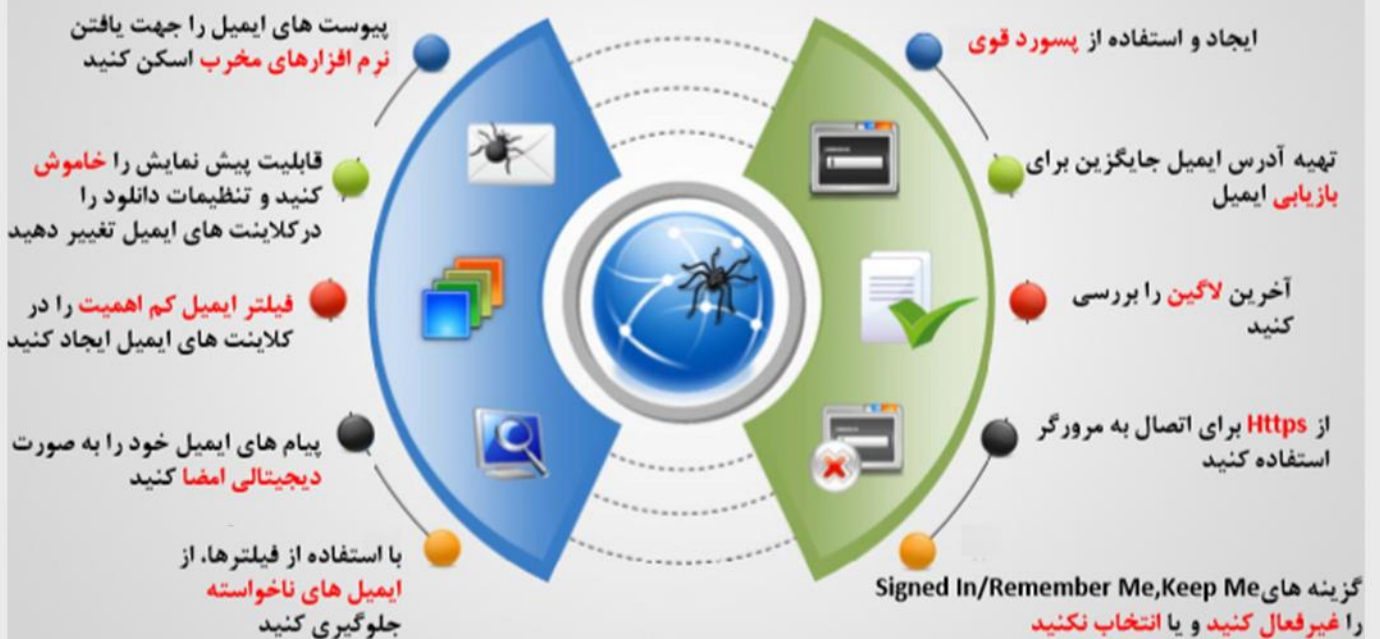 ایجاد و استفاده از پسورد قوی
تهیه آدرس ایمیل جایگزین برای
بازیابی ایمیل
آخرین لاگین را بررسی
کنید
از Https برای اتصال به مرورگر
استفاده کنید
گزینه های Signed In/Remember Me,Keep Me
را غیرفعال کنید و یا انتخاب نکنید
پیوست های ایمیل را جهت یافتن
نرم افزارهای مخرب اسکن کنید
قابلیت پیش نمایش را خاموش
کنید و تنظیمات دانلود را
درکلاینت های ایمیل تغییر دهید
فیلتر ایمیل کم اهمیت را در
کلاینت های ایمیل ایجاد کنید
پیام های ایمیل خود را به صورت
دیجیتالی امضا کنید
با استفاده از فیلترها، از
ایمیل های ناخواسته
جلوگیری کنید